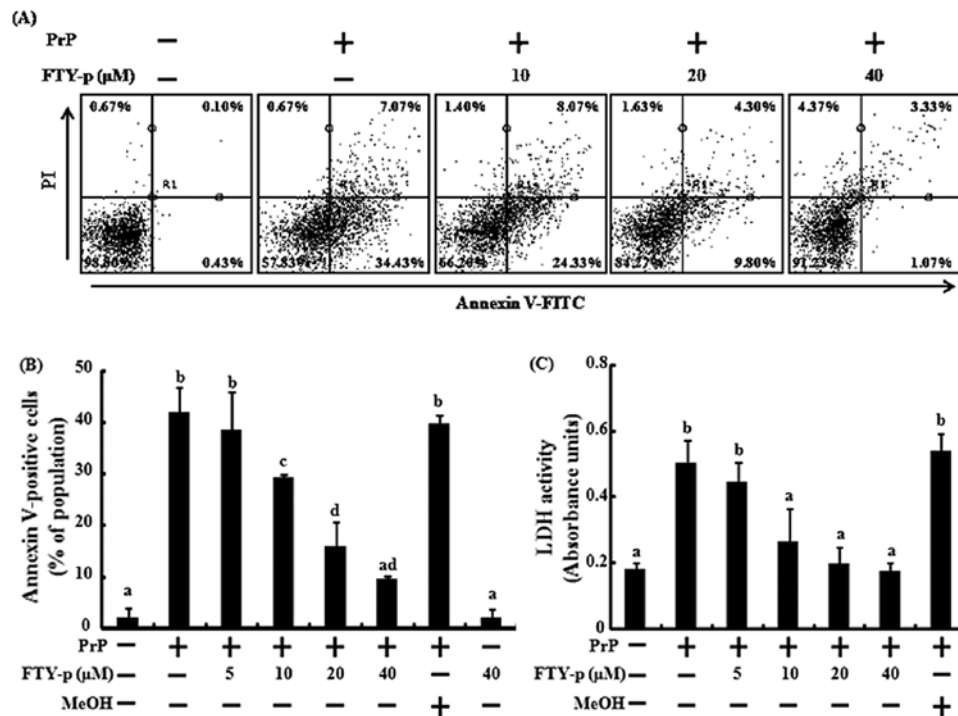 (A)
PrP − + + + +
FTY-p (μM) − − 10 20 40
0.67% 0.10% 0.67% 7.07% 1.40% 8.07% 1.63% 4.30% 4.37% 3.33%
PI
R1 R1
0.43% 57.83% 34.43% 66.20% 24.33% 84.27% 9.80% 91.23% 1.07%
Annexin V-FITC
(B)
Annexin V-positive cells
(% of population)
50
40
30
20
10
0
a b b c d ad b a
PrP − + + + + + + −
FTY-p (μM) − − 5 10 20 40 − 40
MeOH − − − − − − + −
(C)
LDH activity
(Absorbance units)
0.8
0.6
0.4
0.2
0
a b b a a a b
PrP − + + + + + +
FTY-p (μM) − − 5 10 20 40 −
MeOH − − − − − − +